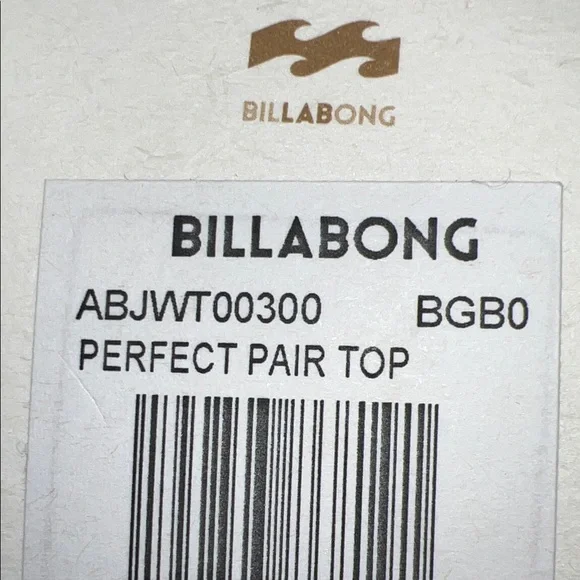 BILLABONG
BILLABONG
ABJWT00300 BGB0
PERFECT PAIR TOP